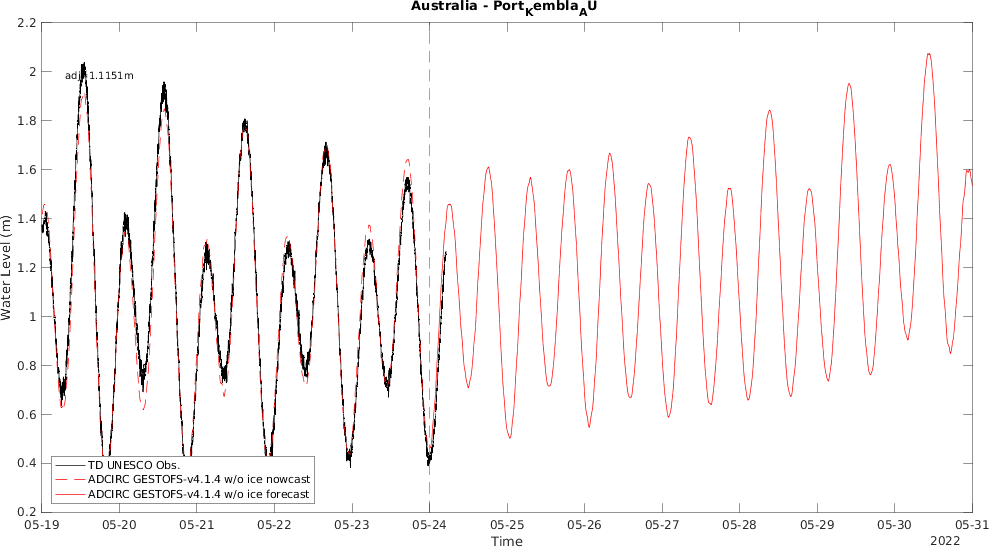 Australia - Port_Kembla_AU
2.2
2
1.8
1.6
1.4
1.2
1
0.8
0.6
0.4
0.2
Water Level (m)
adj: 1.1151m
TD UNESCO Obs.
ADCIRC GESTOFS-v4.1.4 w/o ice nowcast
ADCIRC GESTOFS-v4.1.4 w/o ice forecast
05-19 05-20 05-21 05-22 05-23 05-24 05-25 05-26 05-27 05-28 05-29 05-30 05-31
Time
2022